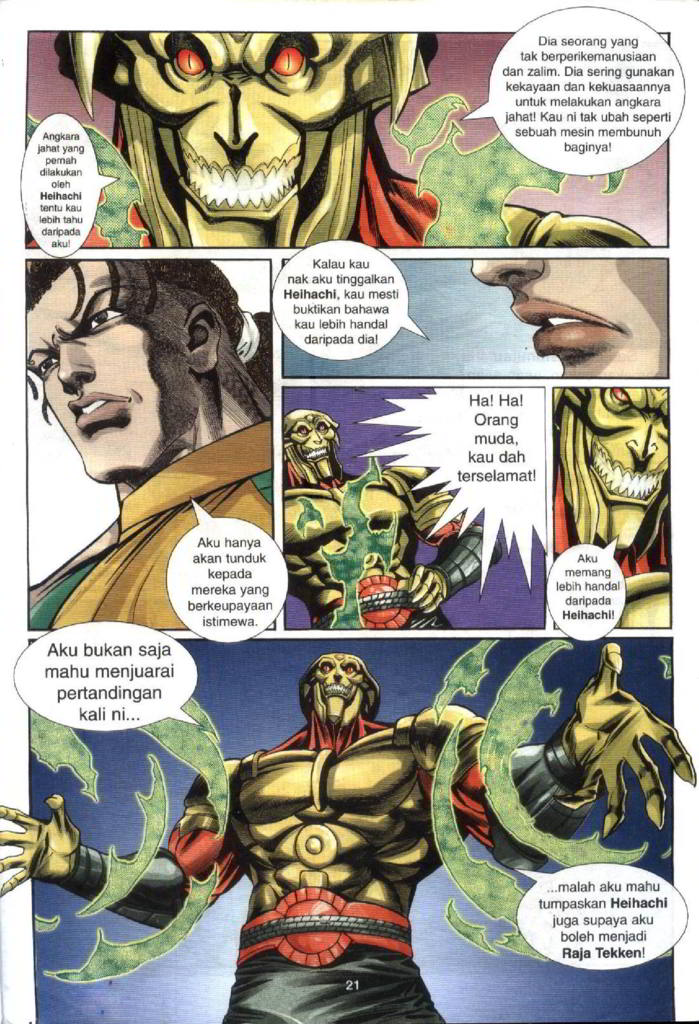 Dia seorang yang
tak berperikemanusiaan
dan zalim. Dia sering gunakan
kekayaan dan kekuasaannya
untuk melakukan angkara
jahat! Kau ni tak ubah seperti
sebuah mesin membunuh
baginya!
Angkara
jahat yang
pernah
dilakukan
oleh
Heihachi
tentu kau
lebih tahu
daripada
aku!
Kalau kau
nak aku tinggalkan
Heihachi, kau mesti
buktikan bahawa
kau lebih handal
daripada dia!
Aku hanya
akan tunduk
kepada
mereka yang
berkeupayaan
istimewa.
Ha! Ha!
Orang
muda,
kau dah
terselamat!
Aku
memang
lebih handal
daripada
Heihachi!
Aku bukan saja
mahu menjuarai
pertandingan
kali ni...
...malah aku mahu
tumpaskan Heihachi
juga supaya aku
boleh menjadi
Raja Tekken!
21